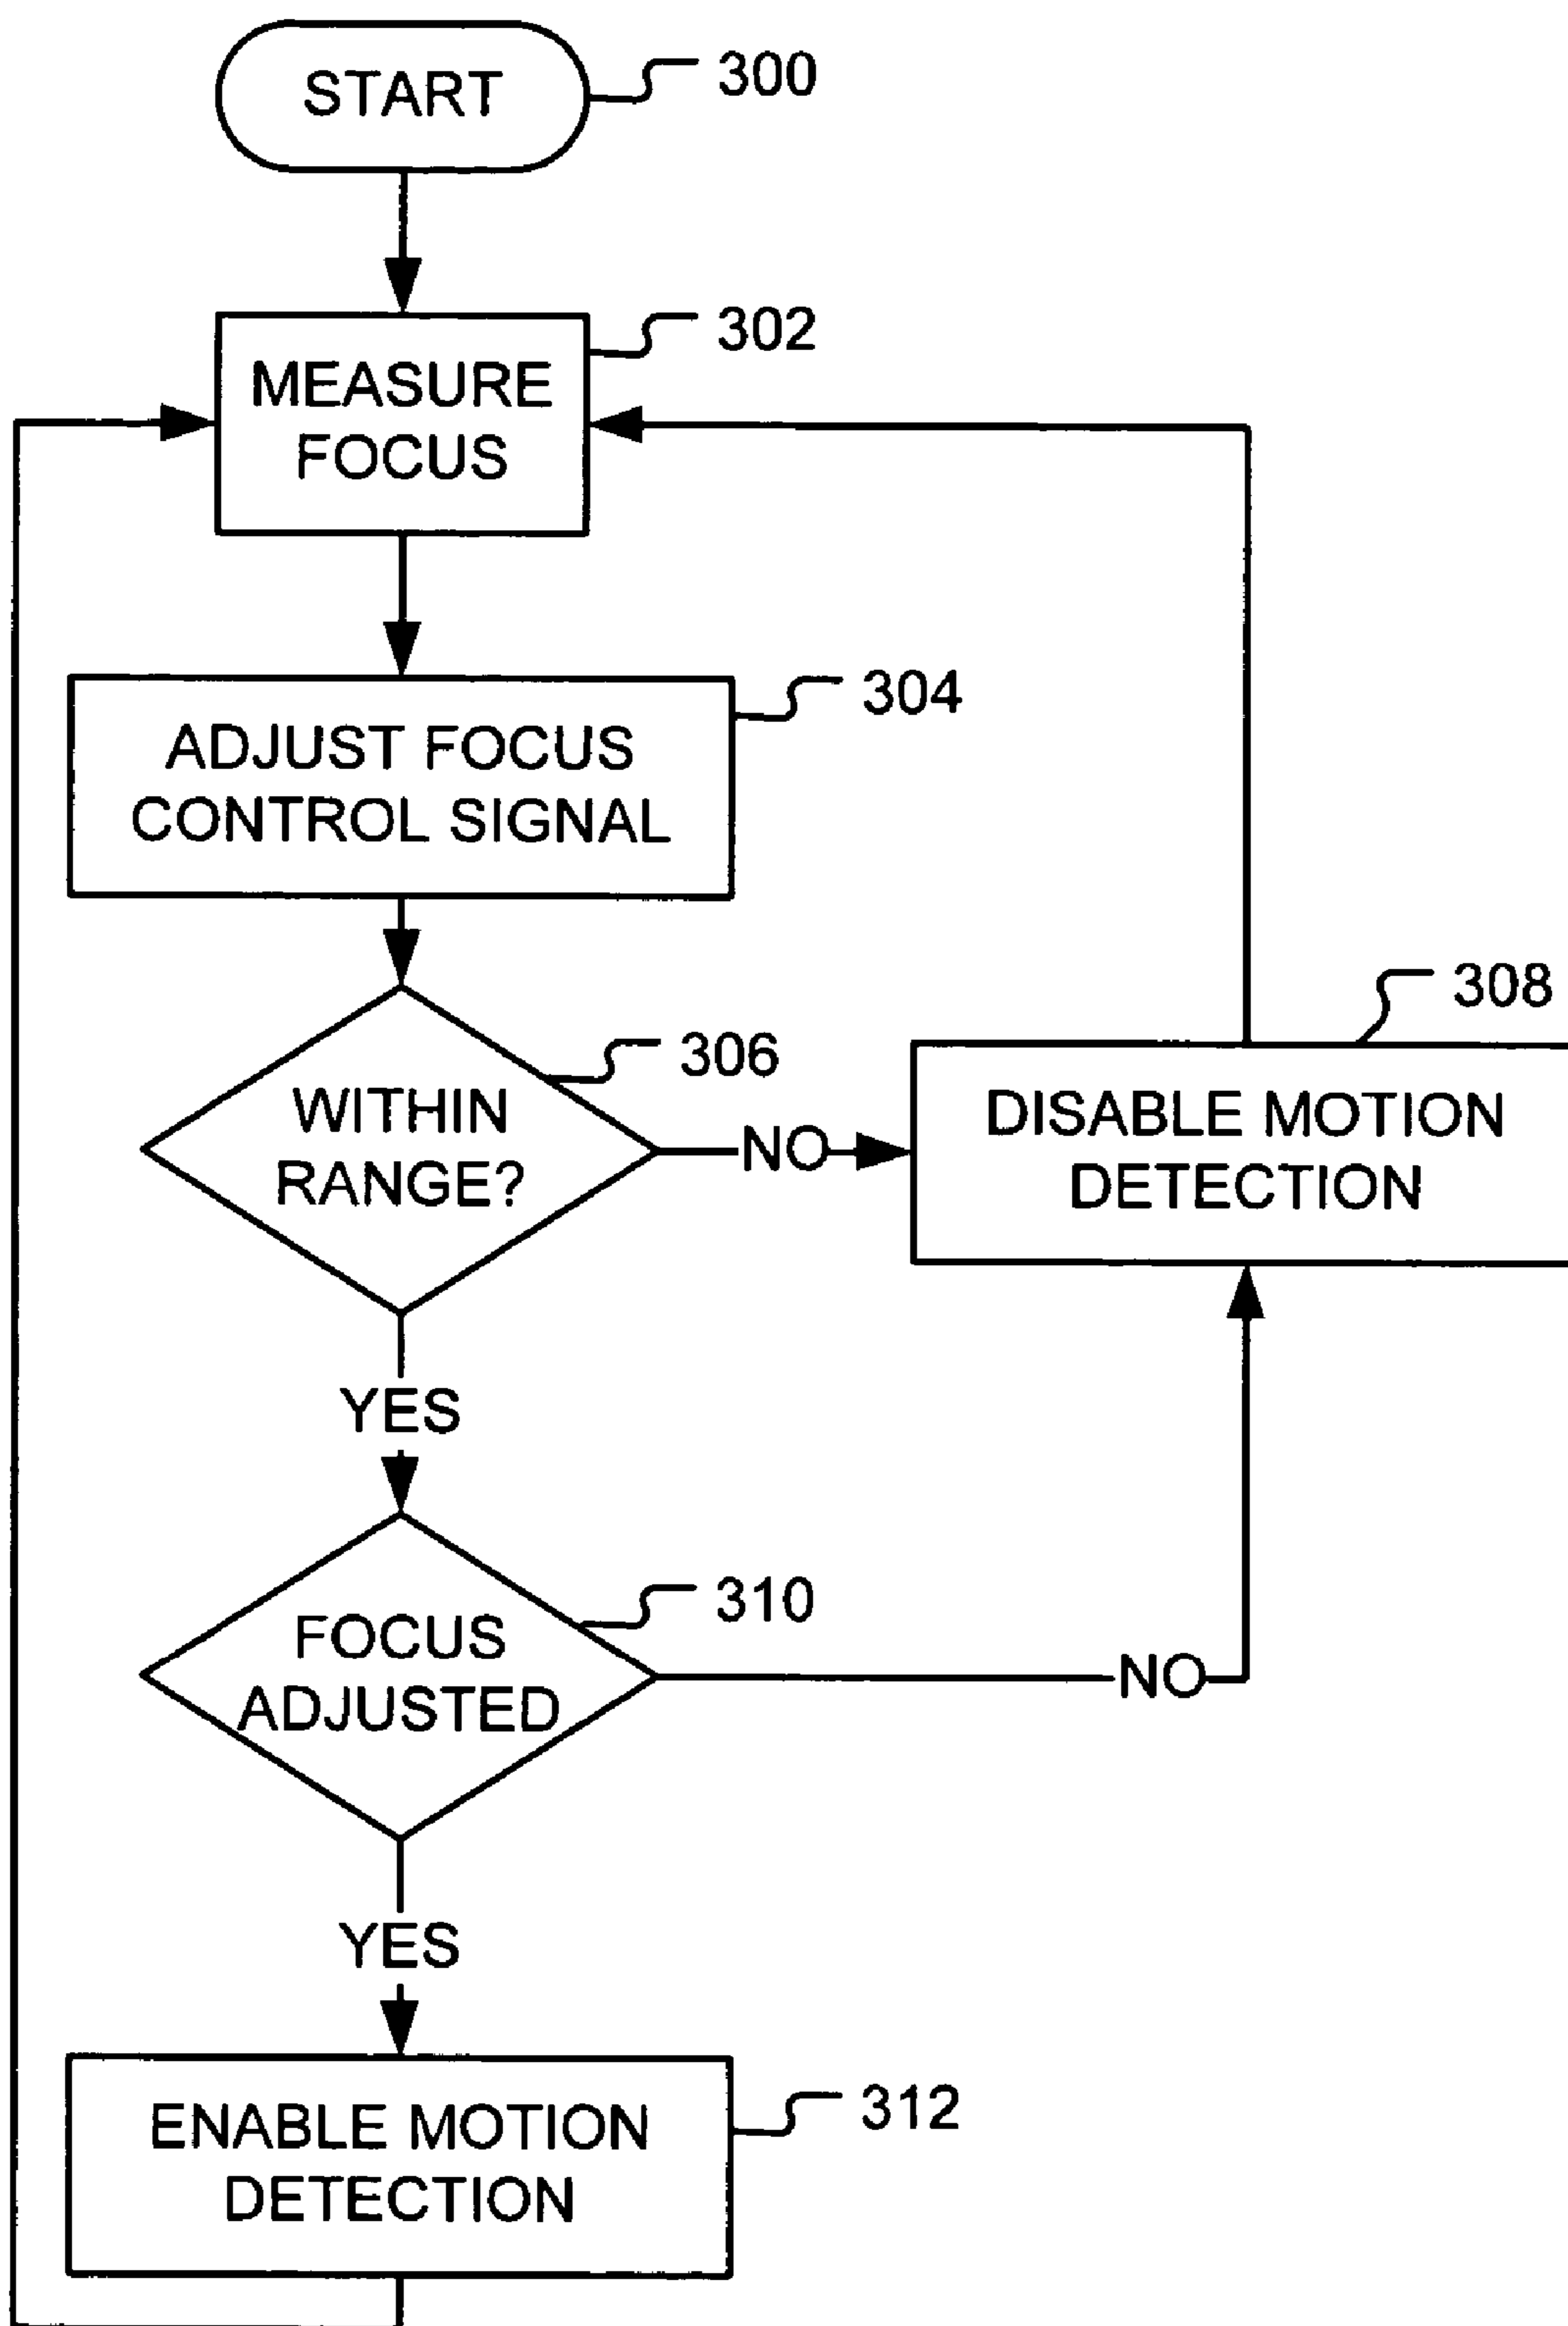 START
300
MEASURE
FOCUS
302
ADJUST FOCUS
CONTROL SIGNAL
304
WITHIN
RANGE?
306
NO
DISABLE MOTION
DETECTION
308
YES
FOCUS
ADJUSTED
310
NO
YES
ENABLE MOTION
DETECTION
312